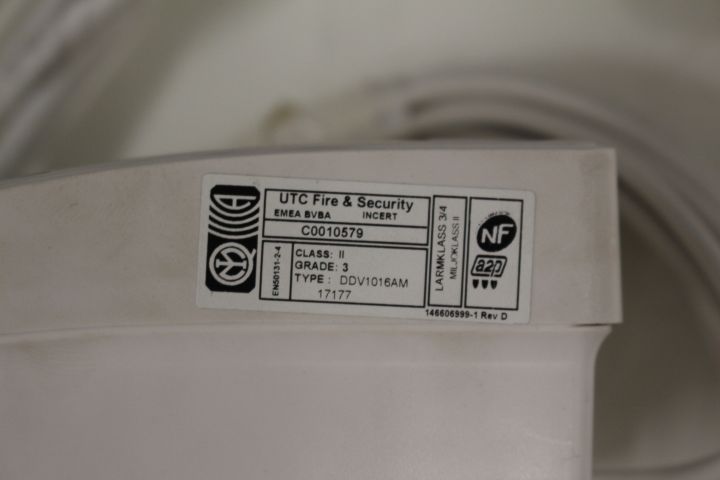 UTC Fire & Security
EMEA BVBA INCERT
C0010579
EN50131-2-4
CLASS: II
GRADE: 3
TYPE : DDV1016AM
17177
LARMKLASS 3/4
MILJÖKLASS II
NF
a2p
146606999-1 Rev D